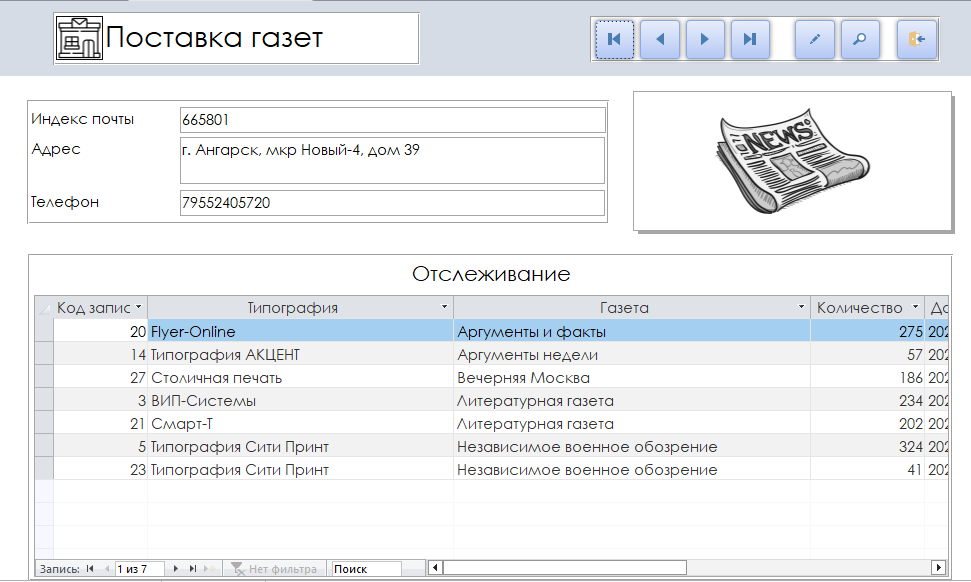 Поставка газет
Индекс почты 665801
Адрес г. Ангарск, мкр Новый-4, дом 39
Телефон 79552405720
NEWS
Отслеживание
Код запис Типография Газета Количество Да
20 Flyer-Online Аргументы и факты 275 202
14 Типография АКЦЕНТ Аргументы недели 57 202
27 Столичная печать Вечерняя Москва 186 202
3 ВИП-Системы Литературная газета 234 202
21 Смарт-Т Литературная газета 202 202
5 Типография Сити Принт Независимое военное обозрение 324 202
23 Типография Сити Принт Независимое военное обозрение 41 202
Запись: 1 из 7 Нет фильтра Поиск